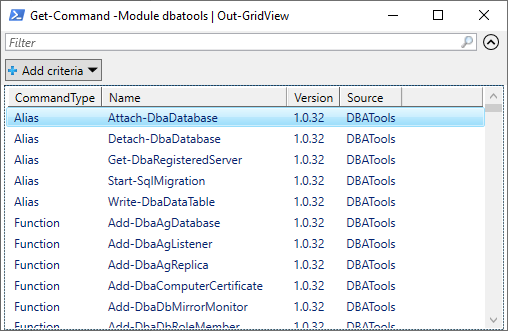 Get-Command -Module dbatools | Out-GridView
Filter
Add criteria
CommandType Name Version Source
Alias Attach-DbaDatabase 1.0.32 DBATools
Alias Detach-DbaDatabase 1.0.32 DBATools
Alias Get-DbaRegisteredServer 1.0.32 DBATools
Alias Start-SqlMigration 1.0.32 DBATools
Alias Write-DbaDataTable 1.0.32 DBATools
Function Add-DbaAgDatabase 1.0.32 DBATools
Function Add-DbaAgListener 1.0.32 DBATools
Function Add-DbaAgReplica 1.0.32 DBATools
Function Add-DbaComputerCertificate 1.0.32 DBATools
Function Add-DbaDbMirrorMonitor 1.0.32 DBATools
Function Add-DbaDbRoleMember 1.0.32 DBATools